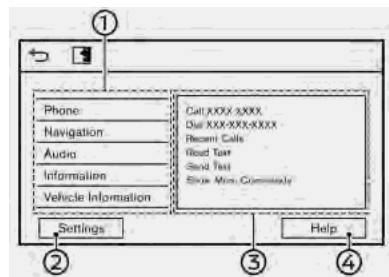 1
Phone
Navigation
Audio
Information
Vehicle Information
Call XXXX XXXX
Dial XXX-XXX-XXXX
Recent Calls
Read Text
Send Text
Show More Commands
Settings
Help
2
3
4